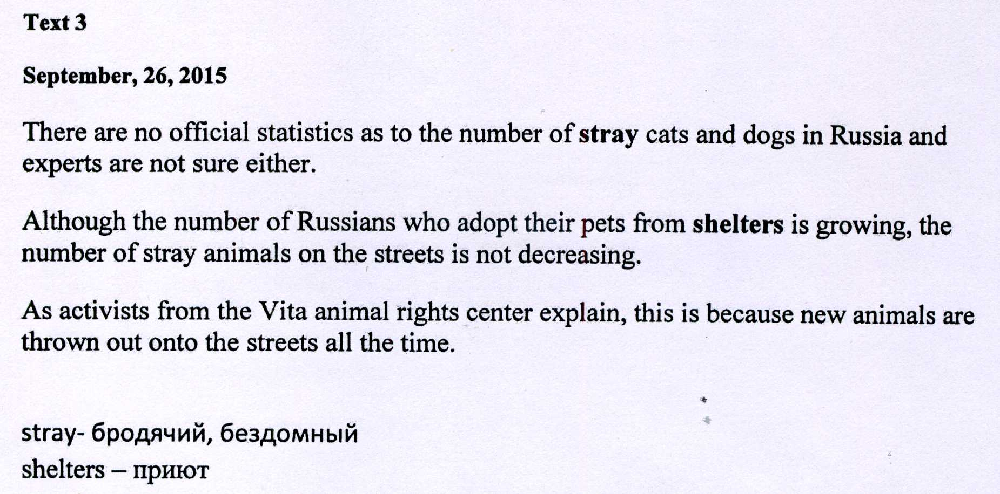 Text 3
September, 26, 2015
There are no official statistics as to the number of stray cats and dogs in Russia and
experts are not sure either.
Although the number of Russians who adopt their pets from shelters is growing, the
number of stray animals on the streets is not decreasing.
As activists from the Vita animal rights center explain, this is because new animals are
thrown out onto the streets all the time.
stray- бродячий, бездомный
shelters – приют